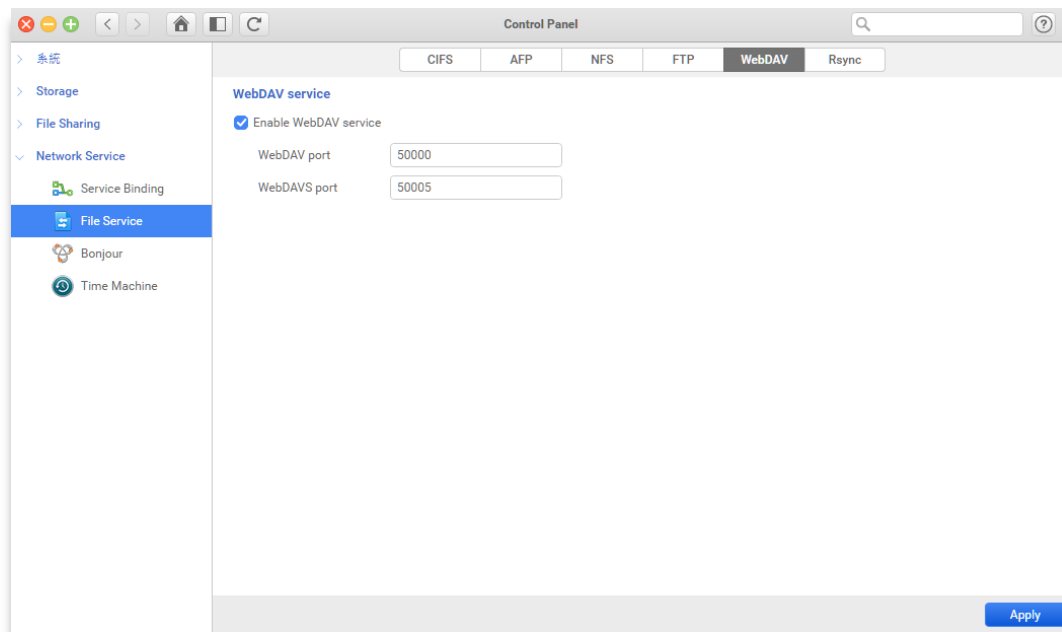 Control Panel
系統
Storage
File Sharing
Network Service
Service Binding
File Service
Bonjour
Time Machine
CIFS AFP NFS FTP WebDAV Rsync
WebDAV service
Enable WebDAV service
WebDAV port 50000
WebDAVS port 50005
Apply